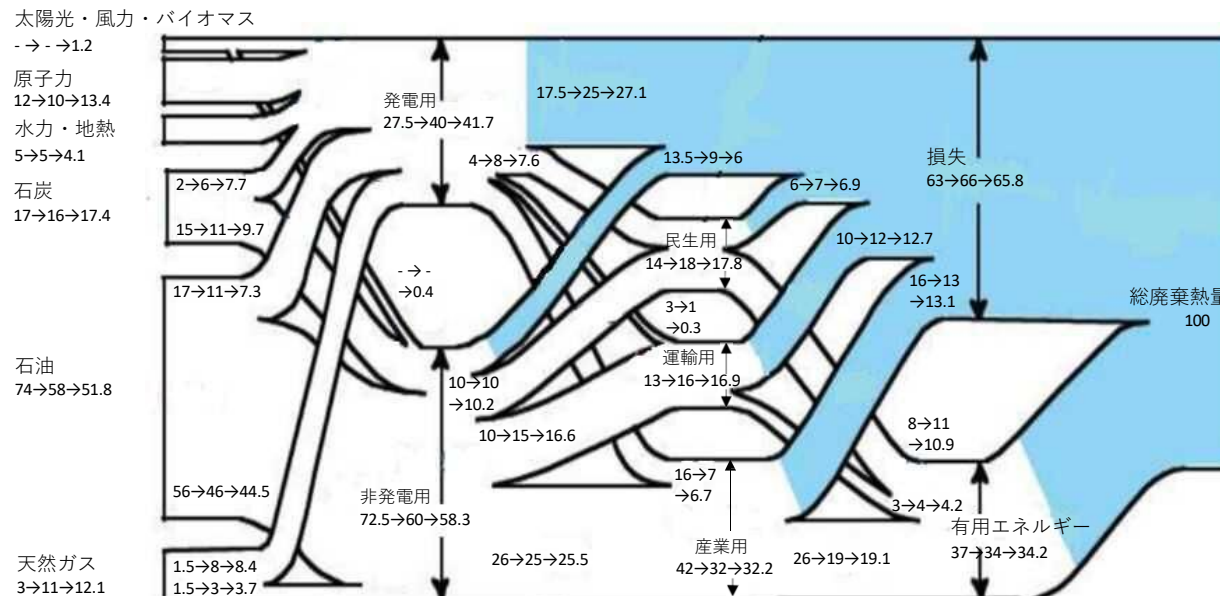 太陽光・風力・バイオマス
- → - →1.2
原子力
12→10→13.4
水力・地熱
5→5→4.1
石炭
17→16→17.4
石油
74→58→51.8
天然ガス
3→11→12.1
2→6→7.7
15→11→9.7
17→11→7.3
56→46→44.5
1.5→8→8.4
1.5→3→3.7
発電用
27.5→40→41.7
- → -
→0.4
非発電用
72.5→60→58.3
17.5→25→27.1
4→8→7.6
13.5→9→6
10→10
→10.2
10→15→16.6
26→25→25.5
民生用
14→18→17.8
3→1
→0.3
運輸用
13→16→16.9
16→7
→6.7
産業用
42→32→32.2
6→7→6.9
10→12→12.7
16→13
→13.1
8→11
→10.9
3→4→4.2
26→19→19.1
損失
63→66→65.8
有用エネルギー
37→34→34.2
総廃棄熱量
100